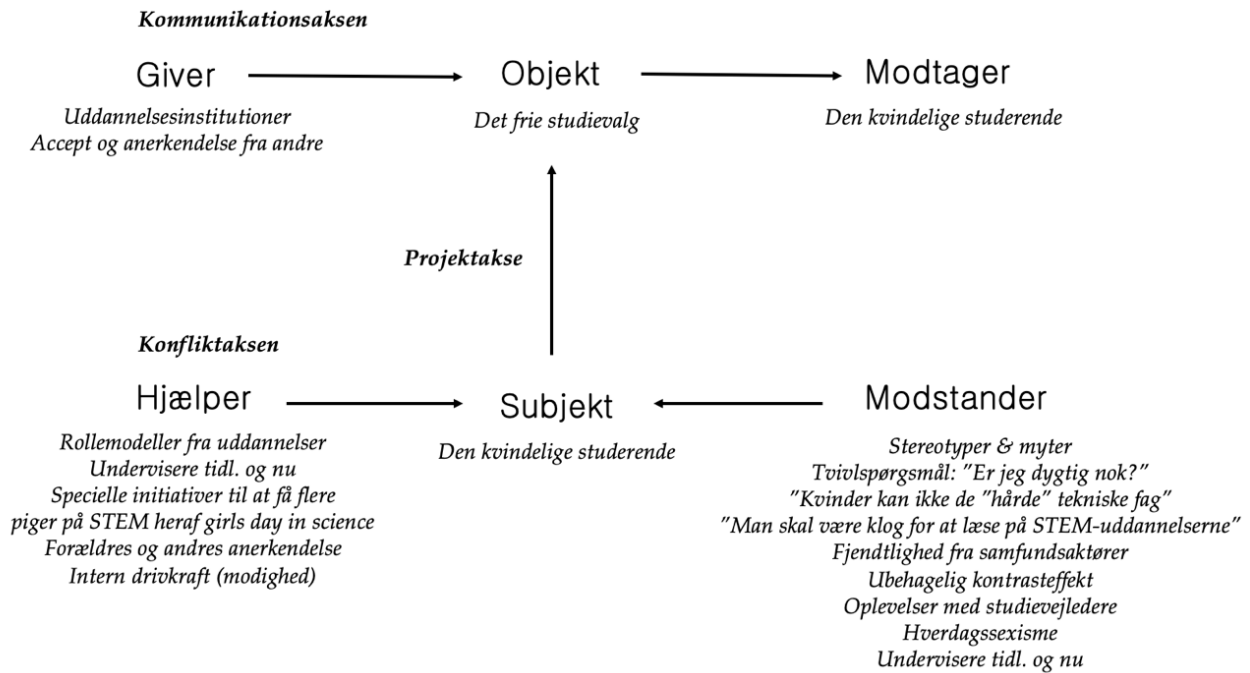 Kommunikationsaksen
Giver
Objekt
Modtager
Uddannelsesinstitutioner
Accept og anerkendelse fra andre
Det frie studievalg
Den kvindelige studerende
Projektakse
Konfliktaksen
Hjælper
Subjekt
Modstander
Rollemodeller fra uddannelser
Undervisere tidl. og nu
Specielle initiativer til at få flere
piger på STEM heraf girls day in science
Forældres og andres anerkendelse
Intern drivkraft (modighed)
Den kvindelige studerende
Stereotyper & myter
Tvivlspørgsmål: ”Er jeg dygtig nok?”
”Kvinder kan ikke de ”hårde” tekniske fag”
”Man skal være klog for at læse på STEM-uddannelserne”
Fjendtlighed fra samfundsaktører
Ubehagelig kontrasteffekt
Oplevelser med studievejledere
Hverdagssexisme
Undervisere tidl. og nu